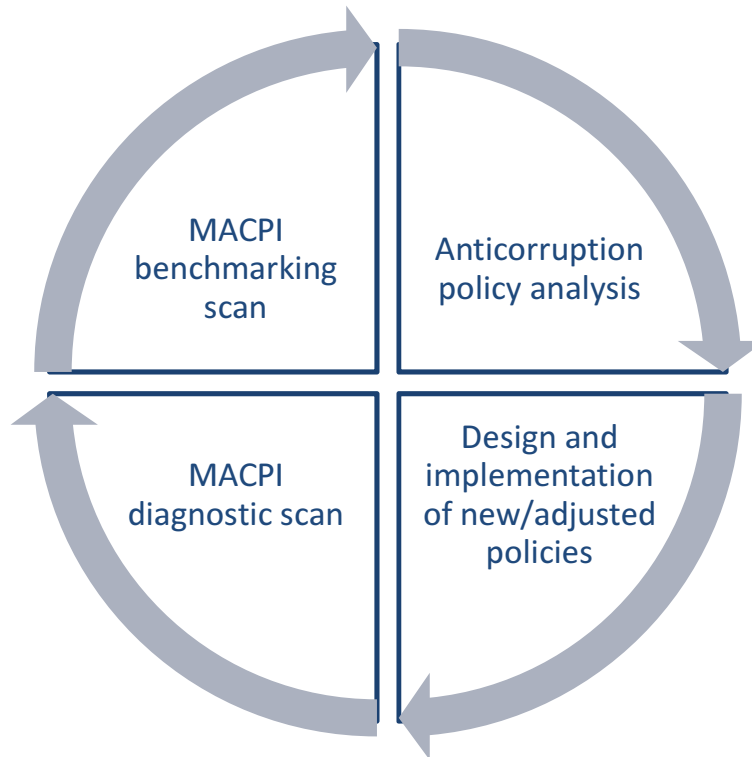 MACPI
benchmarking
scan
Anticorruption
policy analysis
MACPI
diagnostic scan
Design and
implementation
of new/adjusted
policies